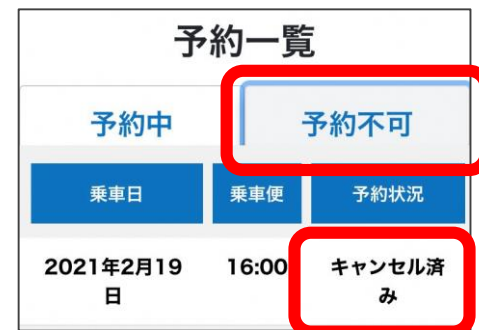 予約一覧
予約中 予約不可
乗車日 乗車便 予約状況
2021年2月19 16:00 キャンセル済
日 み